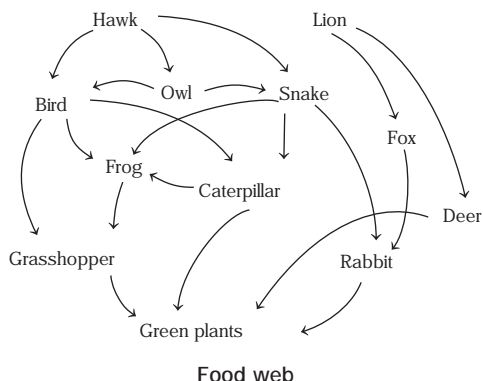 Hawk Lion
Owl
Bird Snake
Fox
Frog
Caterpillar
Deer
Grasshopper Rabbit
Green plants
Food web